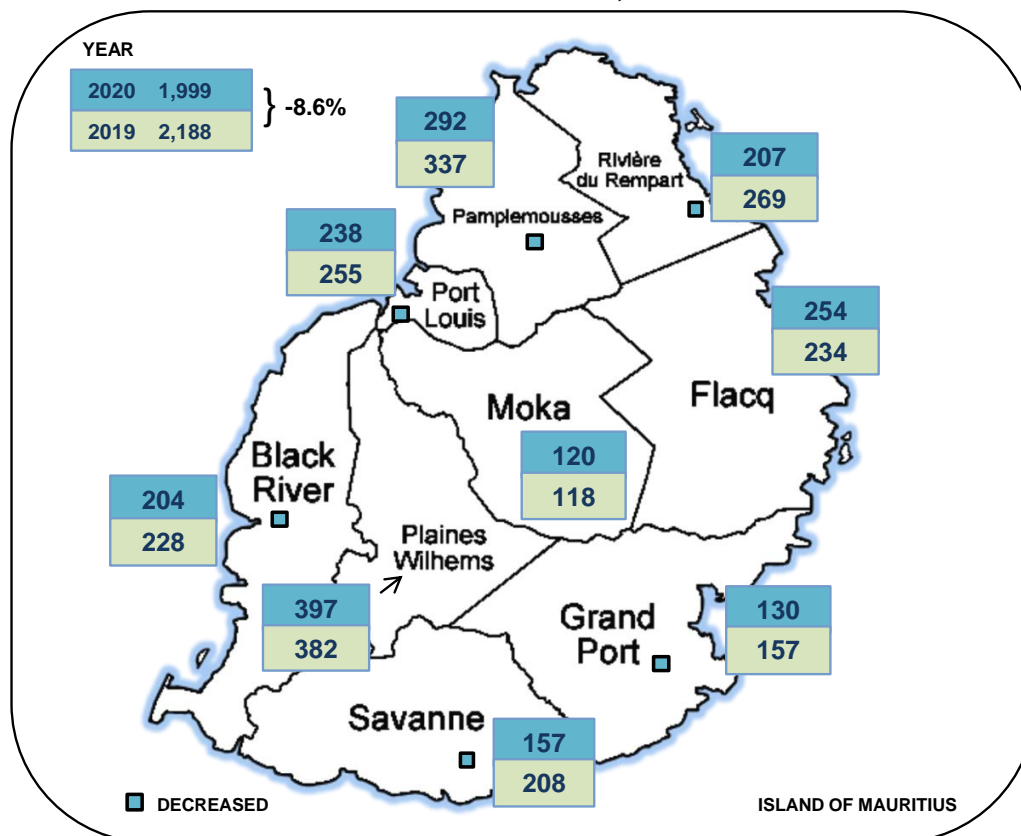 YEAR
2020 1,999
2019 2,188
} -8.6%
292
337
Rivière
du Rempart
207
269
Pamplemousses
238
255
Port
Louis
254
234
Moka
Flacq
120
118
Black
River
204
228
Plaines
Wilhems
397
382
Grand
Port
130
157
Savanne
157
208
DECREASED
ISLAND OF MAURITIUS